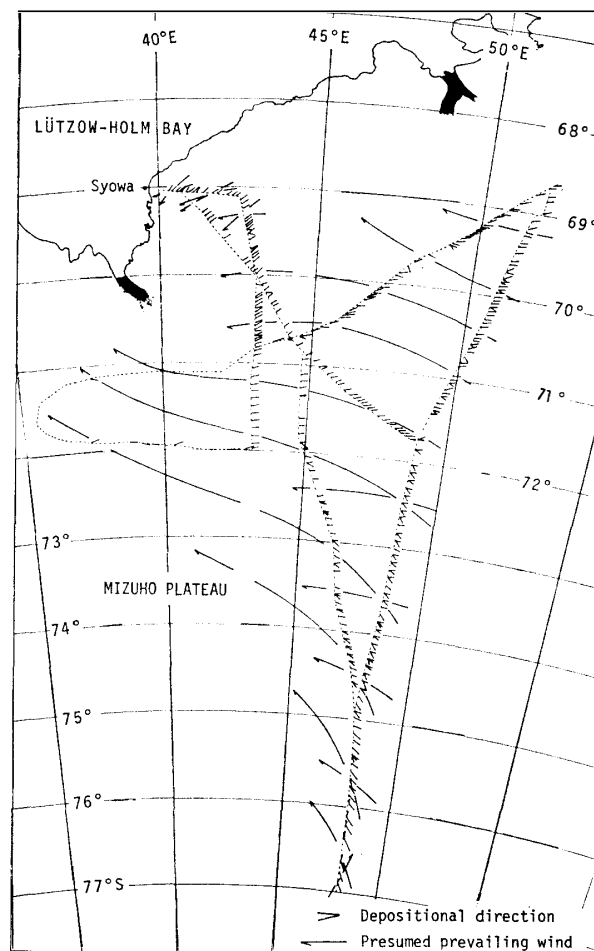 40°E
45°E
50°E
68°
LÜTZOW-HOLM BAY
Syowa
69°
70°
71°
72°
73°
MIZUHO PLATEAU
74°
75°
76°
77°S
Depositional direction
Presumed prevailing wind